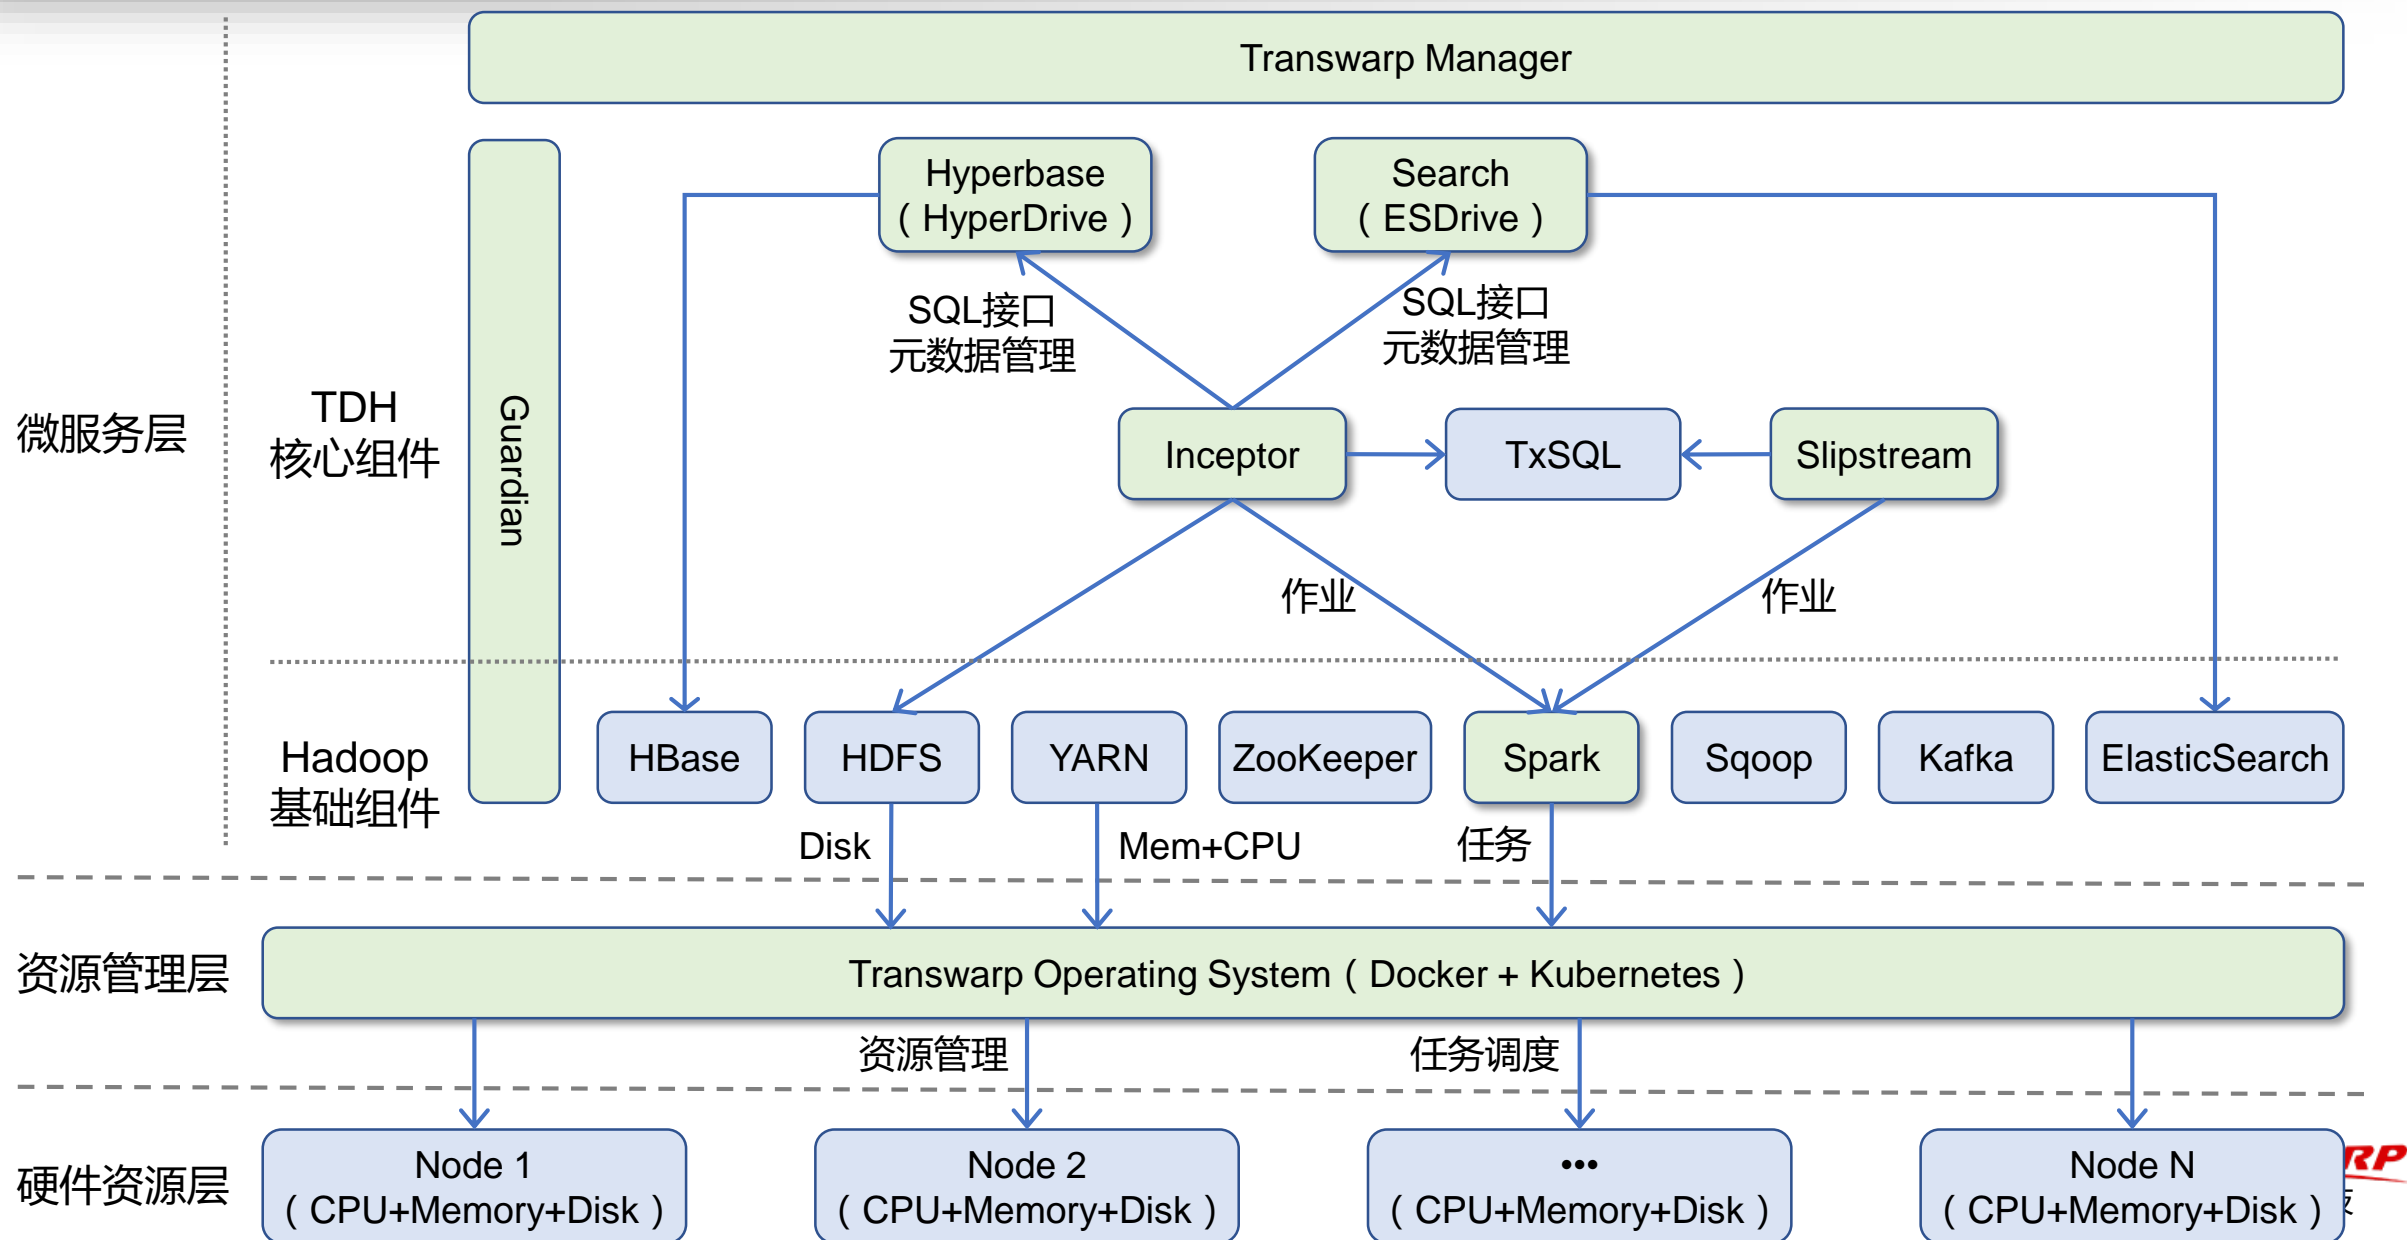 Transwarp Manager
Hyperbase
（HyperDrive）
Search
（ESDrive）
SQL接口
元数据管理
SQL接口
元数据管理
微服务层
TDH
核心组件
Guardian
Inceptor
TxSQL
Slipstream
作业
作业
Hadoop
基础组件
HBase
HDFS
YARN
ZooKeeper
Spark
Sqoop
Kafka
ElasticSearch
Disk
Mem+CPU
任务
资源管理层
Transwarp Operating System（Docker + Kubernetes）
资源管理
任务调度
硬件资源层
Node 1
（CPU+Memory+Disk）
Node 2
（CPU+Memory+Disk）
•••
（CPU+Memory+Disk）
Node N
（CPU+Memory+Disk）
RP